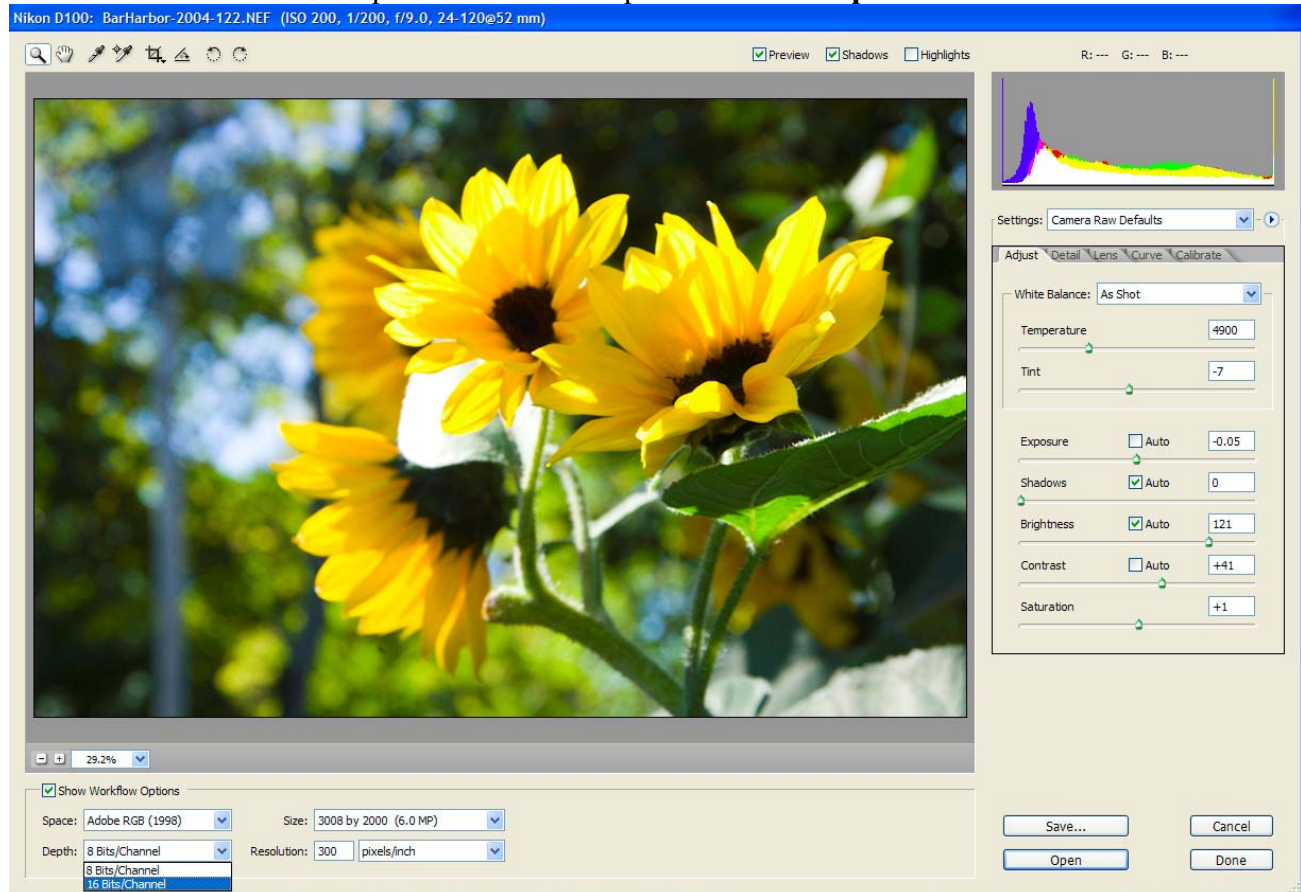 Nikon D100: BarHarbor-2004-122.NEF (ISO 200, 1/200, f/9.0, 24-120@52 mm)
Preview Shadows Highlights R: --- G: --- B: ---
Settings: Camera Raw Defaults
Adjust Detail Lens Curve Calibrate
White Balance: As Shot
Temperature 4900
Tint -7
Exposure Auto -0.05
Shadows Auto 0
Brightness Auto 121
Contrast Auto +41
Saturation +1
29.2%
Show Workflow Options
Space: Adobe RGB (1998) Size: 3008 by 2000 (6.0 MP)
Depth: 8 Bits/Channel Resolution: 300 pixels/inch
8 Bits/Channel
16 Bits/Channel
Save... Cancel
Open Done